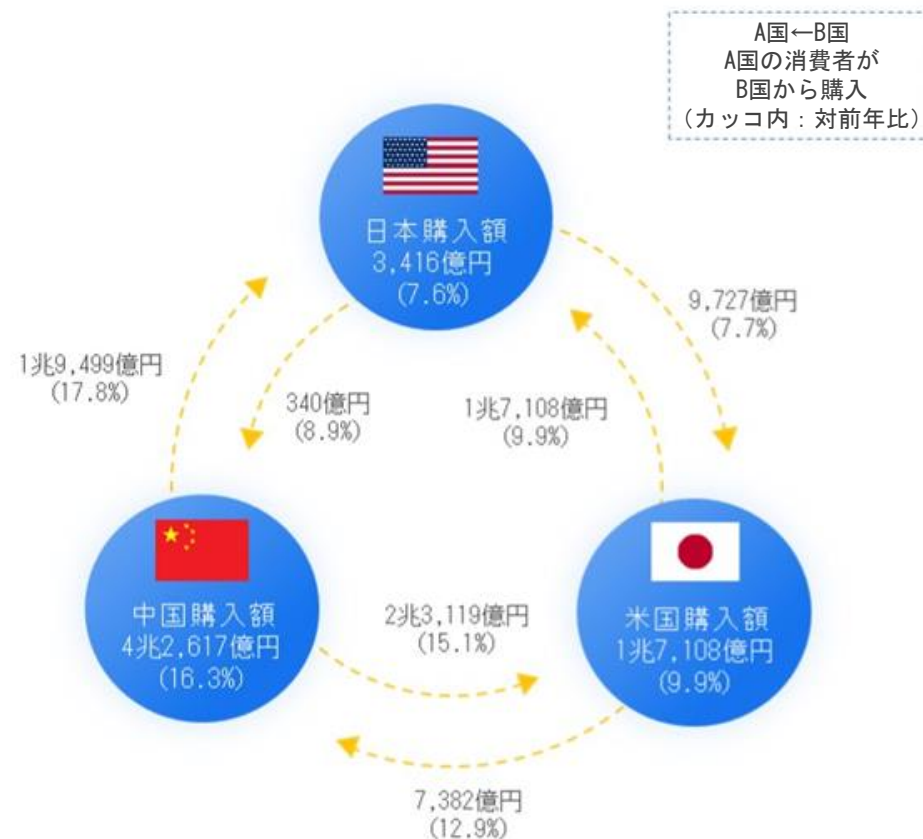 A国←B国
A国の消費者が
B国から購入
(カッコ内:対前年比)
日本購入額
3,416億円
(7.6%)
9,727億円
(7.7%)
1兆9,499億円
(17.8%)
340億円
(8.9%)
1兆7,108億円
(9.9%)
中国購入額
4兆2,617億円
(16.3%)
2兆3,119億円
(15.1%)
米国購入額
1兆7,108億円
(9.9%)
7,382億円
(12.9%)